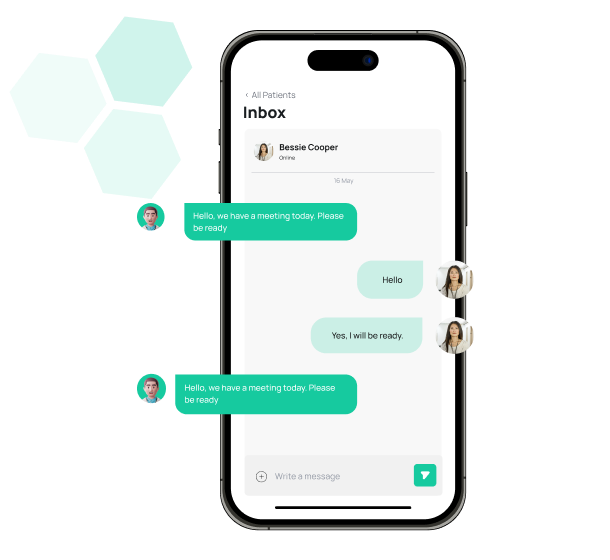 ‹ All Patients
Inbox
Bessie Cooper
Online
16 May
Hello, we have a meeting today. Please
be ready
Hello
Yes, I will be ready.
Hello, we have a meeting today. Please
be ready
Write a message